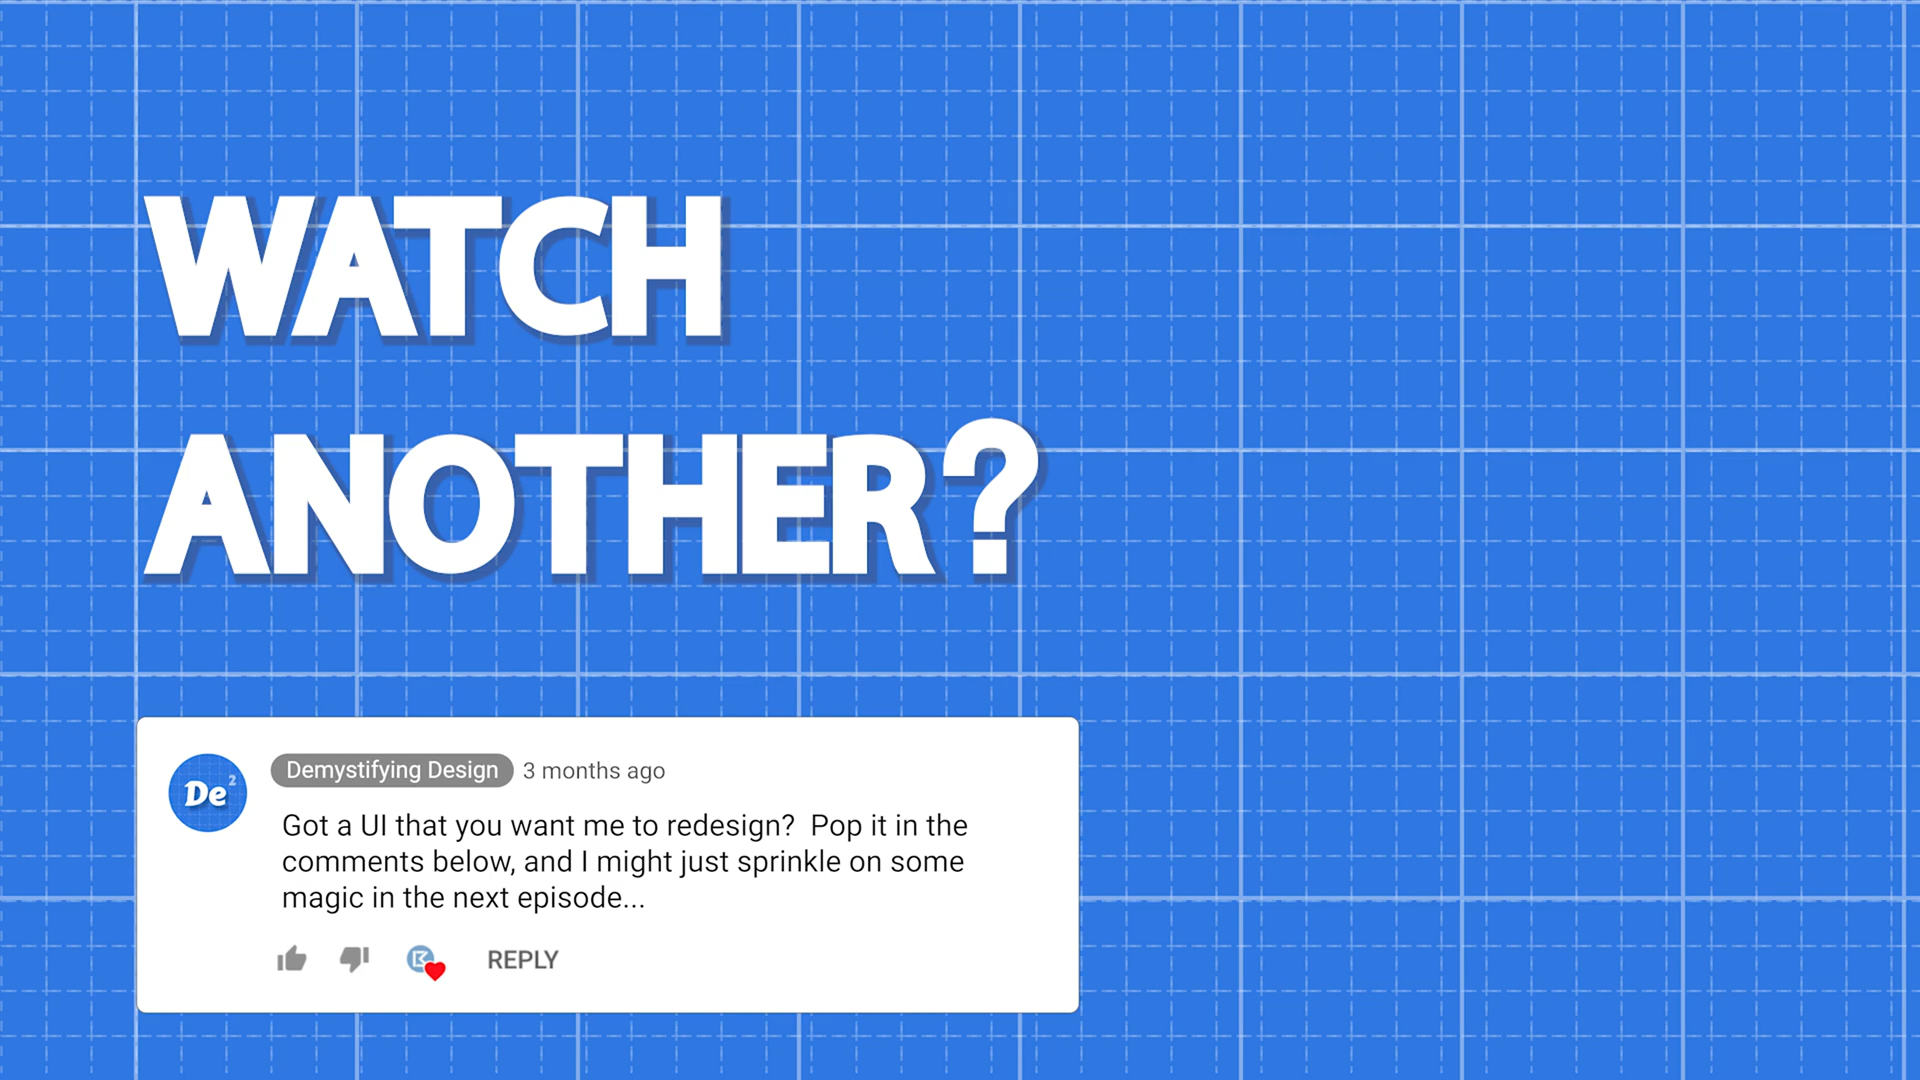 WATCH
ANOTHER?
De²
Demystifying Design 3 months ago
Got a UI that you want me to redesign?  Pop it in the
comments below, and I might just sprinkle on some
magic in the next episode...
REPLY